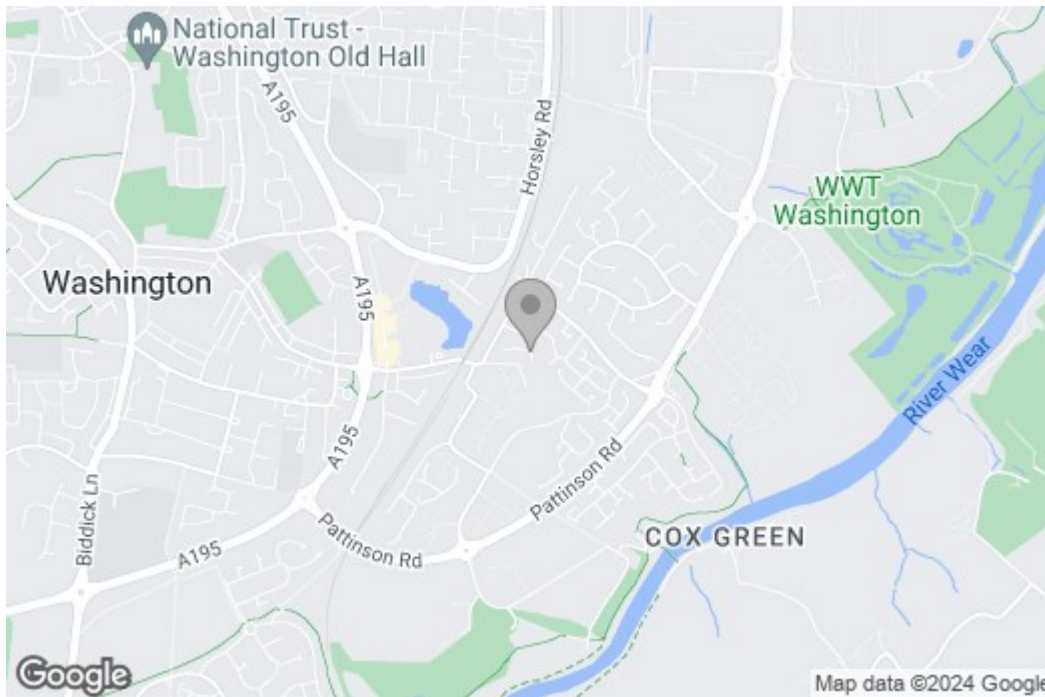 National Trust -
Washington Old Hall
A195
Horsley Rd
WWT
Washington
Washington
A195
River Wear
A195
Pattinson Rd
Biddick Ln
Pattinson Rd
A195
COX GREEN
Google
Map data ©2024 Google